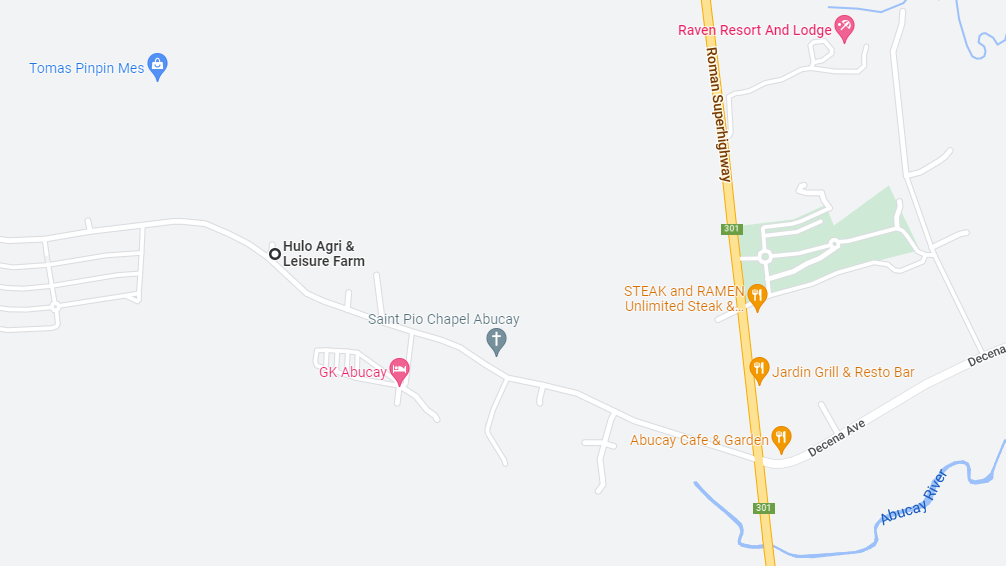 Raven Resort And Lodge
Tomas Pinpin Mes
Roman Superhighway
301
Hulo Agri &
Leisure Farm
STEAK and RAMEN
Unlimited Steak &...
Saint Pio Chapel Abucay
GK Abucay
Jardin Grill & Resto Bar
Decena
Abucay Cafe & Garden
Decena Ave
Abucay River
301